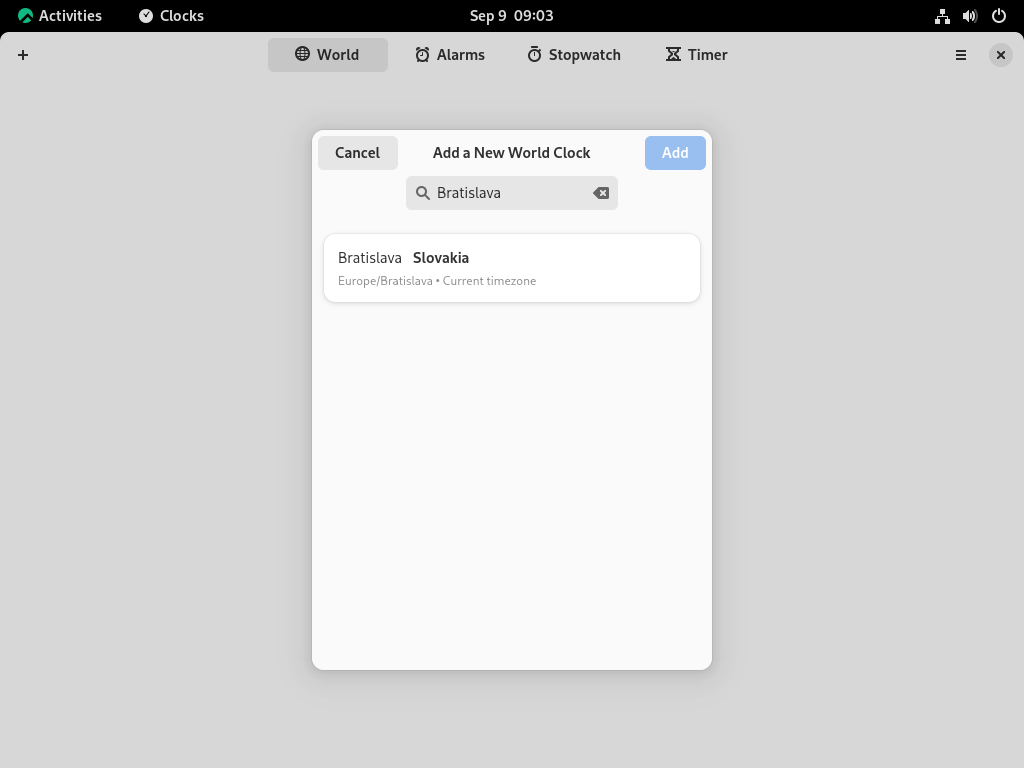 Activities Clocks Sep 9 09:03
World Alarms Stopwatch Timer
Cancel Add a New World Clock Add
Bratislava
Bratislava Slovakia
Europe/Bratislava • Current timezone